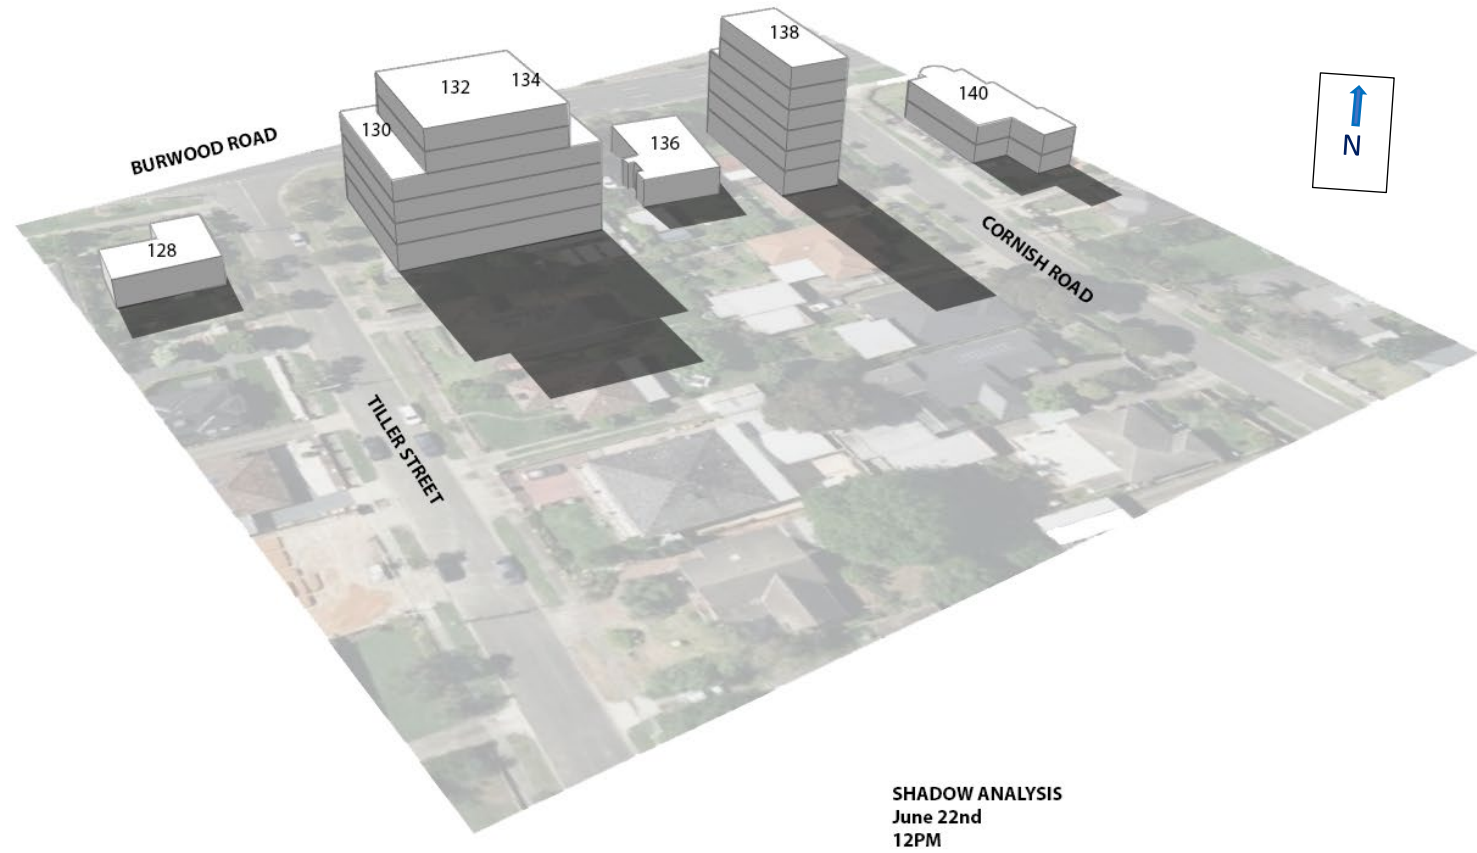 138
132
134
140
130
136
BURWOOD ROAD
N
128
CORNISH ROAD
TILLER STREET
SHADOW ANALYSIS
June 22nd
12PM